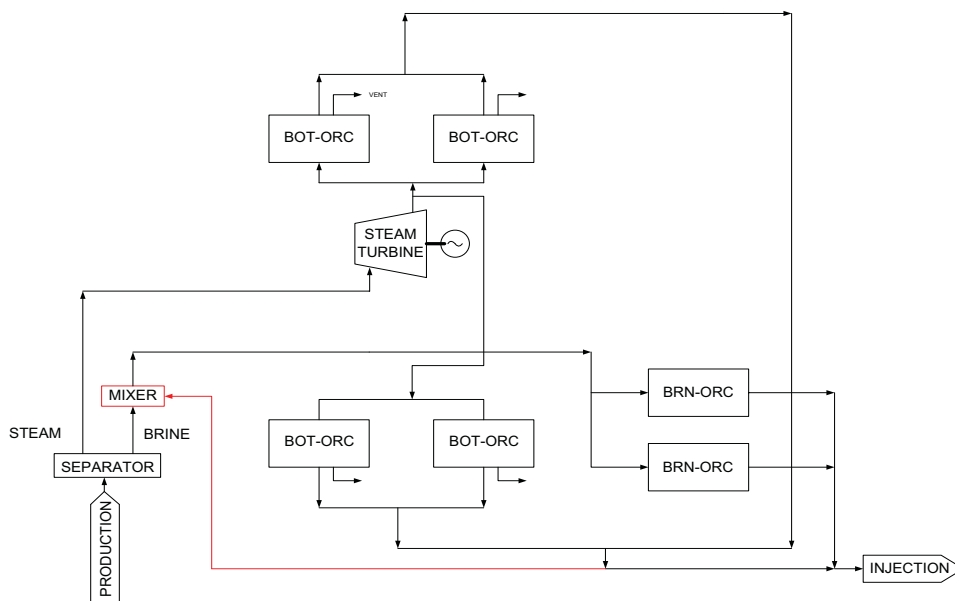 VENT
BOT-ORC
BOT-ORC
STEAM
TURBINE
MIXER
BRN-ORC
STEAM
BRINE
BOT-ORC
BOT-ORC
BRN-ORC
SEPARATOR
PRODUCTION
INJECTION